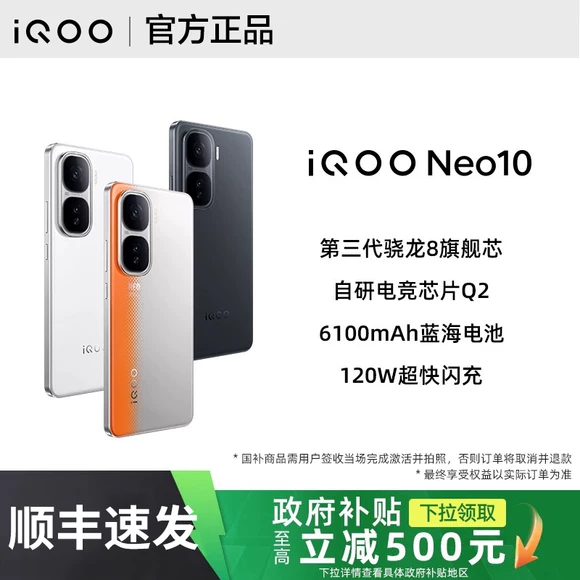 iQOO 官方正品
iQOO Neo10
第三代骁龙8旗舰芯
自研电竞芯片Q2
6100mAh蓝海电池
120W超快闪充
iQOO
iQOO
NEO
iQOO
* 国补商品需用户签收当场完成激活并拍照，否则订单将取消并退款
* 最终享受权益以实际订单为准
顺丰速发
政府补贴 下拉领取
至高 立减500元
下拉详情查看具体政府补贴地区